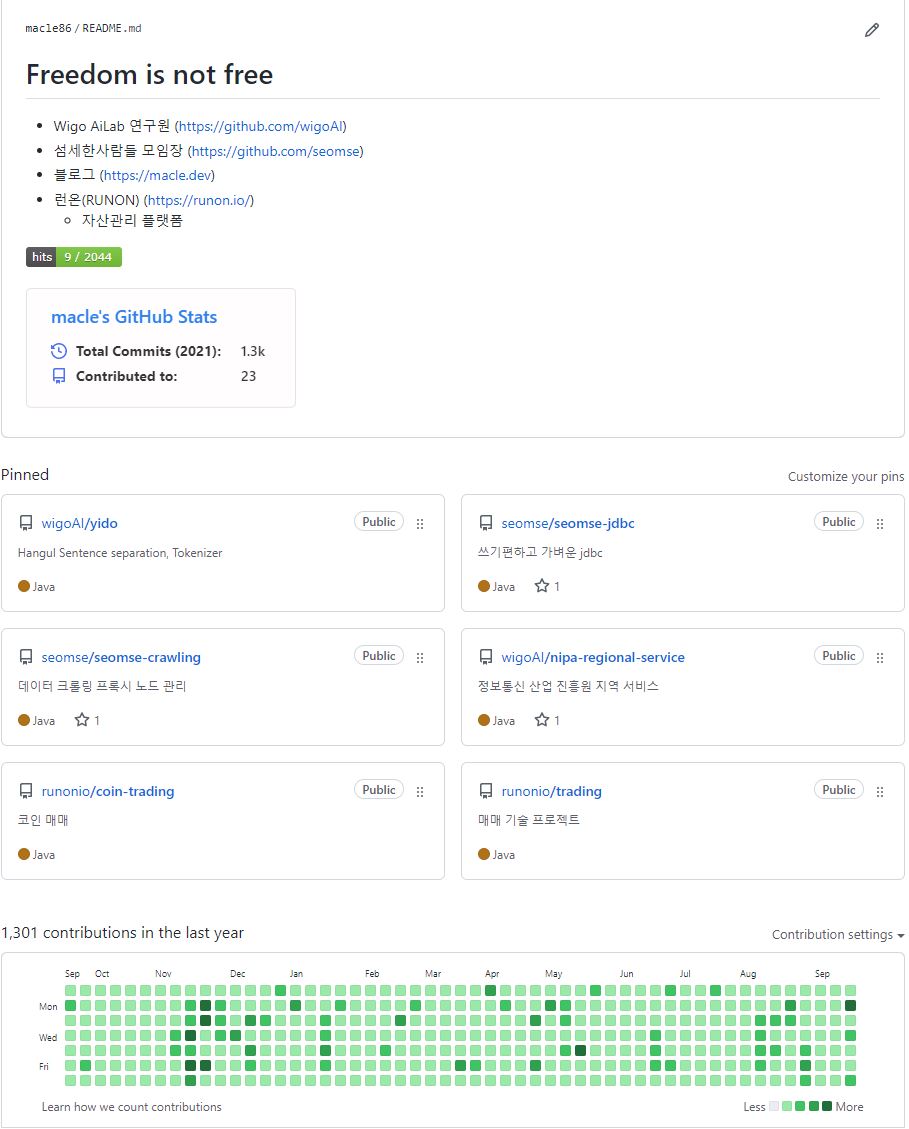 macle86 / README.md
Freedom is not free
Wigo AiLab 연구원 (https://github.com/wigoAI)
섬세한사람들 모임장 (https://github.com/seomse)
블로그 (https://macle.dev)
런온(RUNON) (https://runon.io/)
자산관리 플랫폼
hits 9 / 2044
macle's GitHub Stats
Total Commits (2021): 1.3k
Contributed to: 23
Pinned Customize your pins
wigoAI/yido Public
Hangul Sentence separation, Tokenizer
Java
seomse/seomse-jdbc Public
쓰기편하고 가벼운 jdbc
Java 1
seomse/seomse-crawling Public
데이터 크롤링 프록시 노드 관리
Java 1
wigoAI/nipa-regional-service Public
정보통신 산업 진흥원 지역 서비스
Java 1
runonio/coin-trading Public
코인 매매
Java
runonio/trading Public
매매 기술 프로젝트
Java
1,301 contributions in the last year Contribution settings
Sep Oct Nov Dec Jan Feb Mar Apr May Jun Jul Aug Sep
Mon
Wed
Fri
Learn how we count contributions Less More